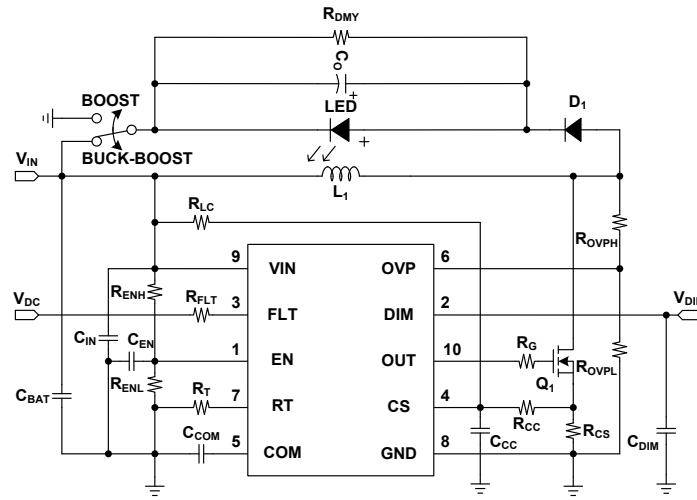 RDMY
CO
+
BOOST
LED
D1
+
BUCK-BOOST
VIN
L1
RLC
ROVPH
9 VIN OVP 6
RENH
VDC RFLT 3 FLT DIM 2 VDI
CIN CEN
1 EN OUT 10 RG
ROVPL
Q1
CBAT RENL RT 7 RT CS 4
RCC RCS
CCOM 5 COM GND 8 CCC CDIM